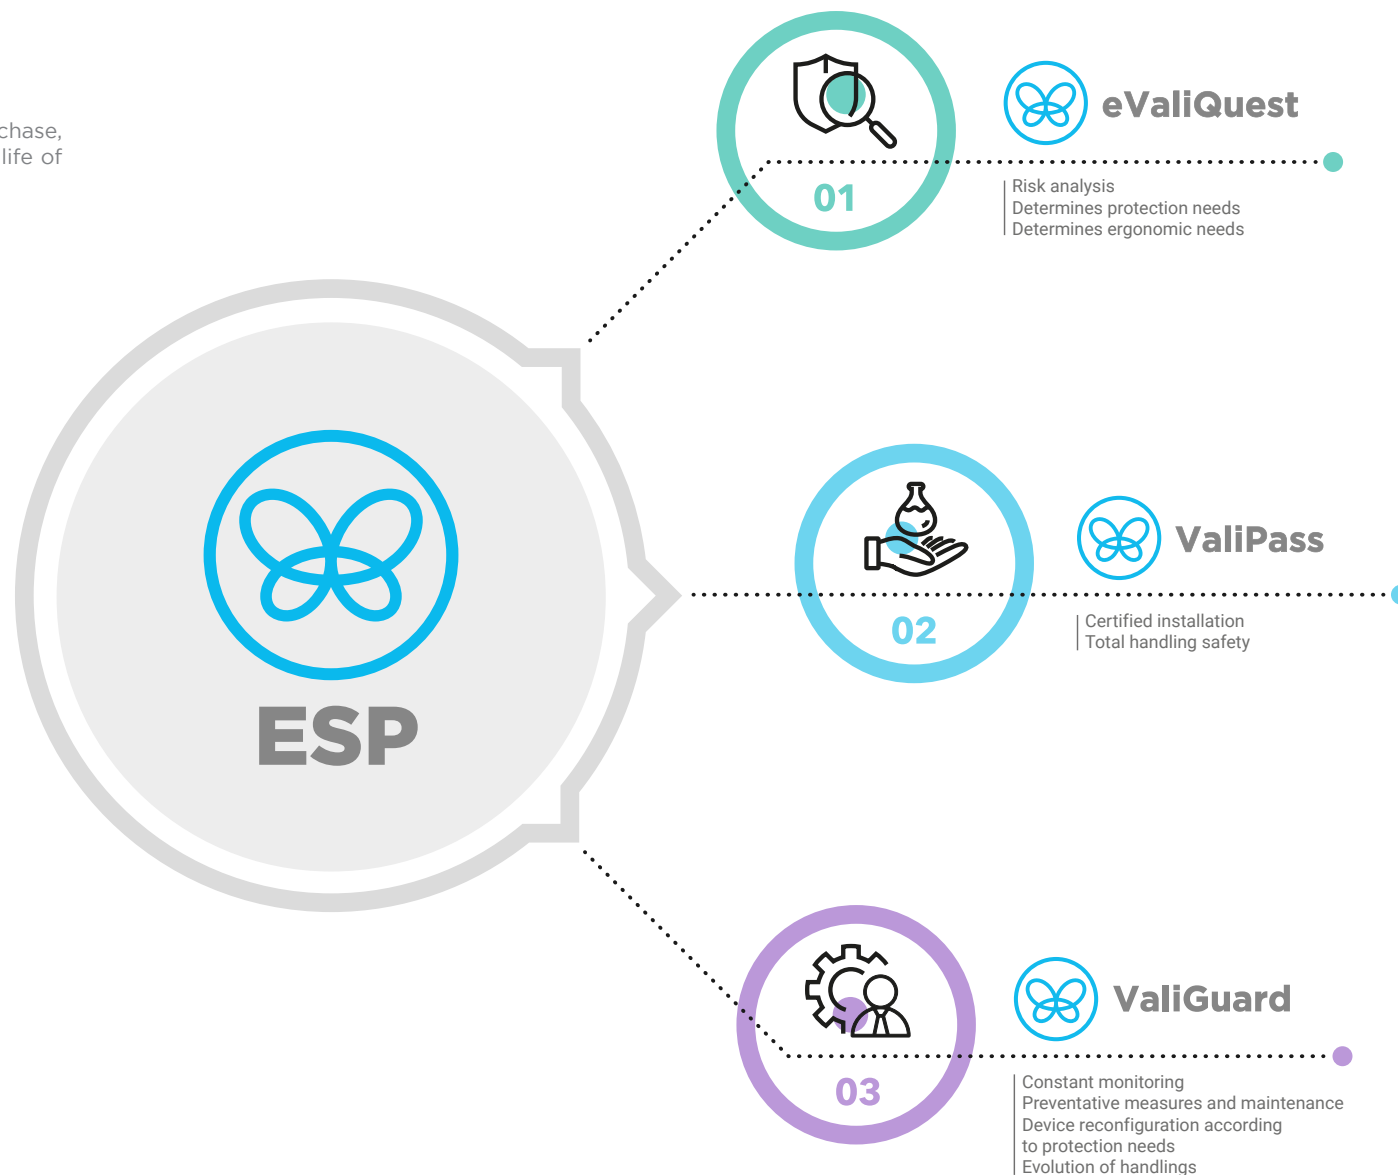 chase,
life of
eValiQuest
01
Risk analysis
Determines protection needs
Determines ergonomic needs
ESP
ValiPass
02
Certified installation
Total handling safety
ValiGuard
03
Constant monitoring
Preventative measures and maintenance
Device reconfiguration according
to protection needs
Evolution of handlings